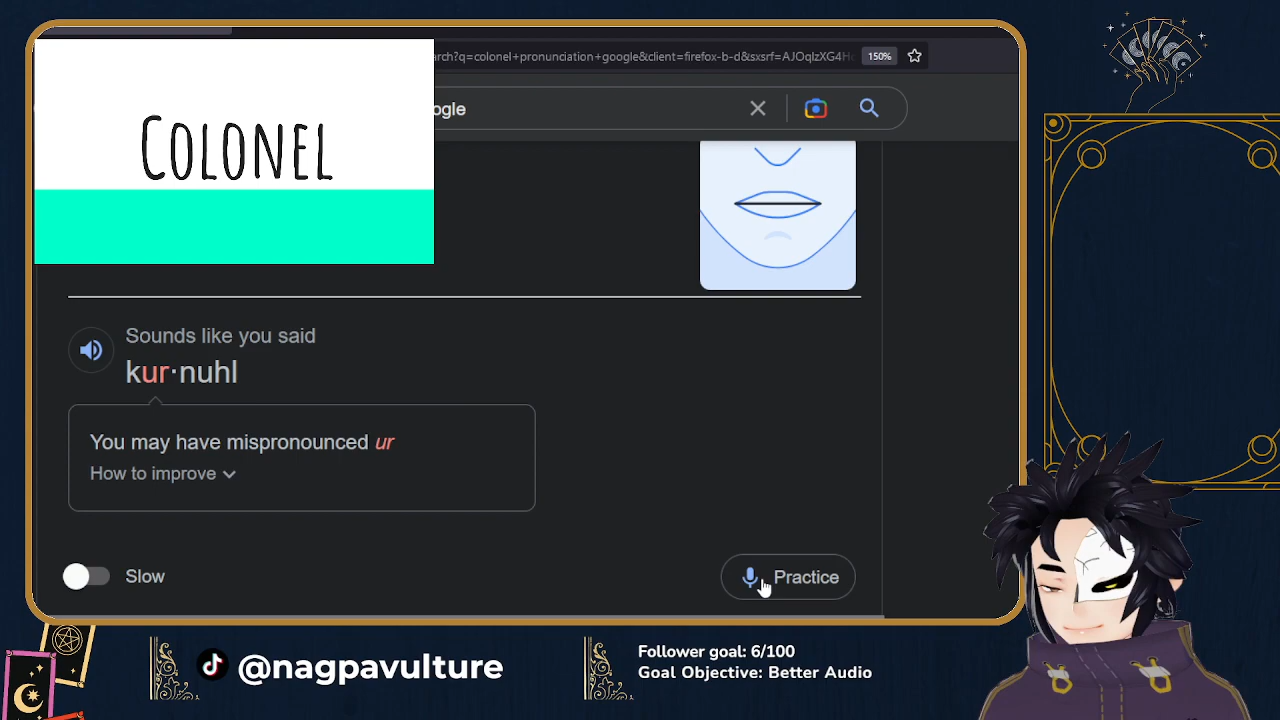 arch?q=colonel+pronunciation+google&client=firefox-b-d&sxsrf=AJOqlzXG4H
150%
COLONEL
ogle
Sounds like you said
kur·nuhl
You may have mispronounced ur
How to improve
Slow
Practice
@nagpavulture
Follower goal: 6/100
Goal Objective: Better Audio